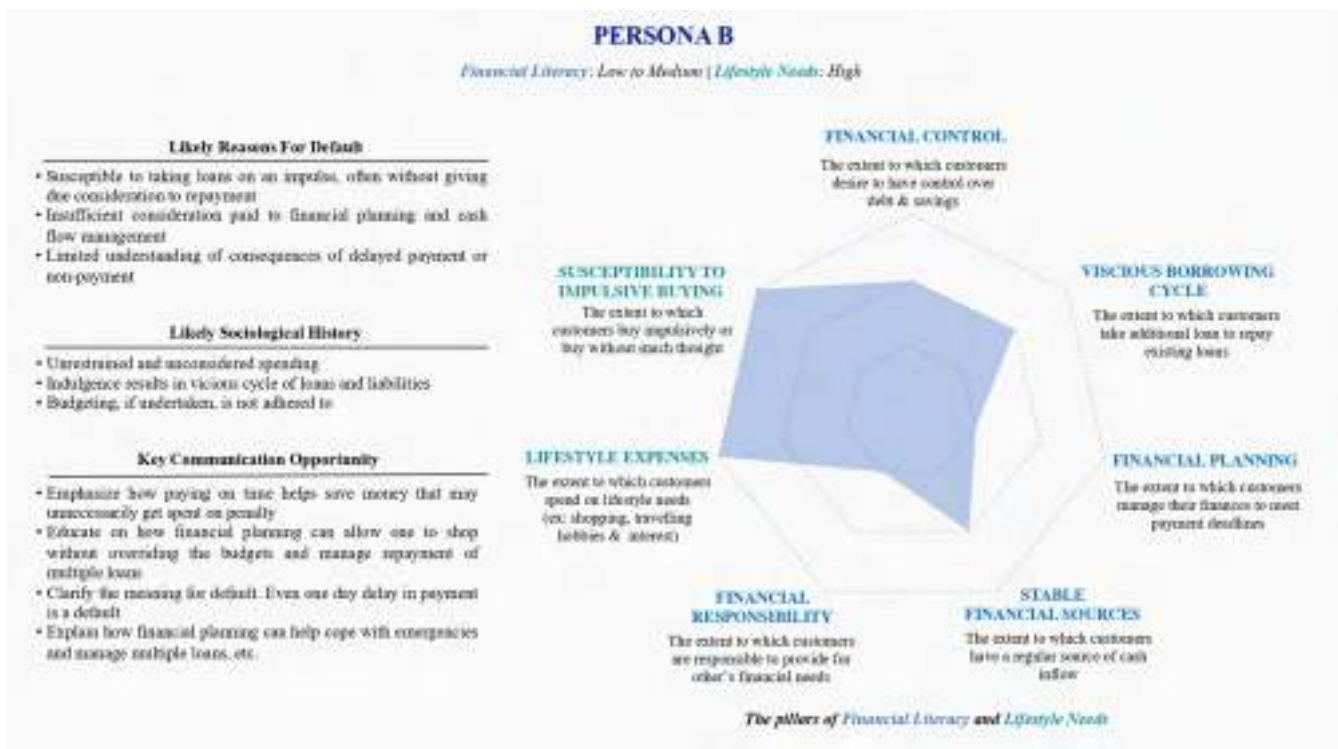 PERSONA B
Financial Literacy: Low to Medium | Lifestyle Needs: High
Likely Reasons For Default
• Susceptible to taking loans on an impulse, often without giving
due consideration to repayment
• Insufficient consideration paid to financial planning and cash
flow management
• Limited understanding of consequences of delayed payment or
non-payment
Likely Sociological History
• Unrestrained and unconsidered spending
• Indulgence results in vicious cycle of loans and liabilities
• Budgeting, if undertaken, is not adhered to
Key Communication Opportunity
• Emphasize how paying on time helps save money that may
unnecessarily get spent on penalty
• Educate on how financial planning can allow one to shop
without overriding the budgets and manage repayment of
multiple loans
• Clarify the meaning for default. Even one day delay in payment
is a default
• Explain how financial planning can help cope with emergencies
and manage multiple loans, etc.
FINANCIAL CONTROL
The extent to which customers
desire to have control over
debt & savings
VISCIOUS BORROWING
CYCLE
The extent to which customers
take additional loan to repay
existing loans
FINANCIAL PLANNING
The extent to which customers
manage their finances to meet
payment deadlines
STABLE
FINANCIAL SOURCES
The extent to which customers
have a regular source of cash
inflow
FINANCIAL
RESPONSIBILITY
The extent to which customers
are responsible to provide for
other's financial needs
LIFESTYLE EXPENSES
The extent to which customers
spend on lifestyle needs
(ex: shopping, travelling
hobbies & interest)
SUSCEPTIBILITY TO
IMPULSIVE BUYING
The extent to which
customers buy impulsively or
buy without much thought
The pillars of Financial Literacy and Lifestyle Needs